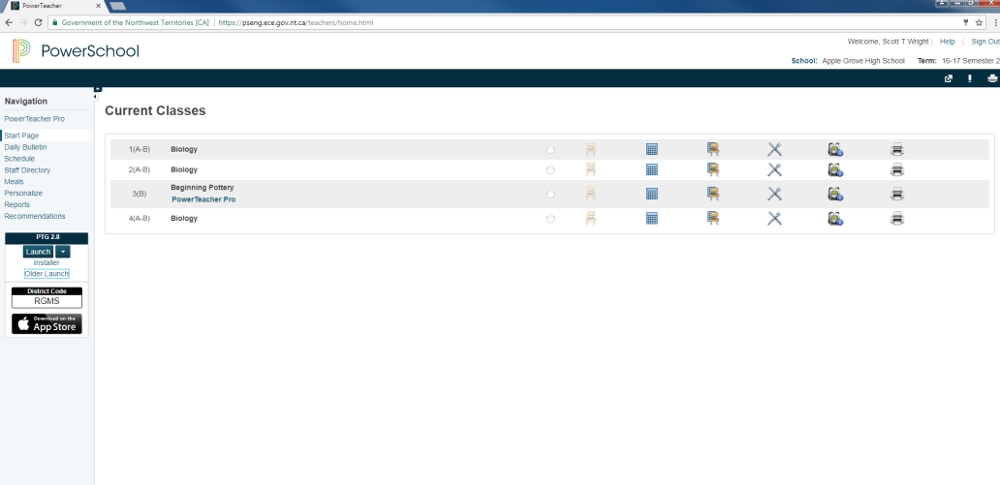 PowerTeacher
Government of the Northwest Territories [CA] | https://pseng.ece.gov.nt.ca/teachers/home.html
PowerSchool
Welcome, Scott T Wright | Help | Sign Out
School: Apple Grove High School Term: 16-17 Semester 2
Navigation
PowerTeacher Pro
Start Page
Daily Bulletin
Schedule
Staff Directory
Meals
Personalize
Reports
Recommendations
PTG 2.8
Launch
Installer
Older Launch
District Code
RGMS
Download on the
App Store
Current Classes
1(A-B) Biology
2(A-B) Biology
3(B) Beginning Pottery
PowerTeacher Pro
4(A-B) Biology